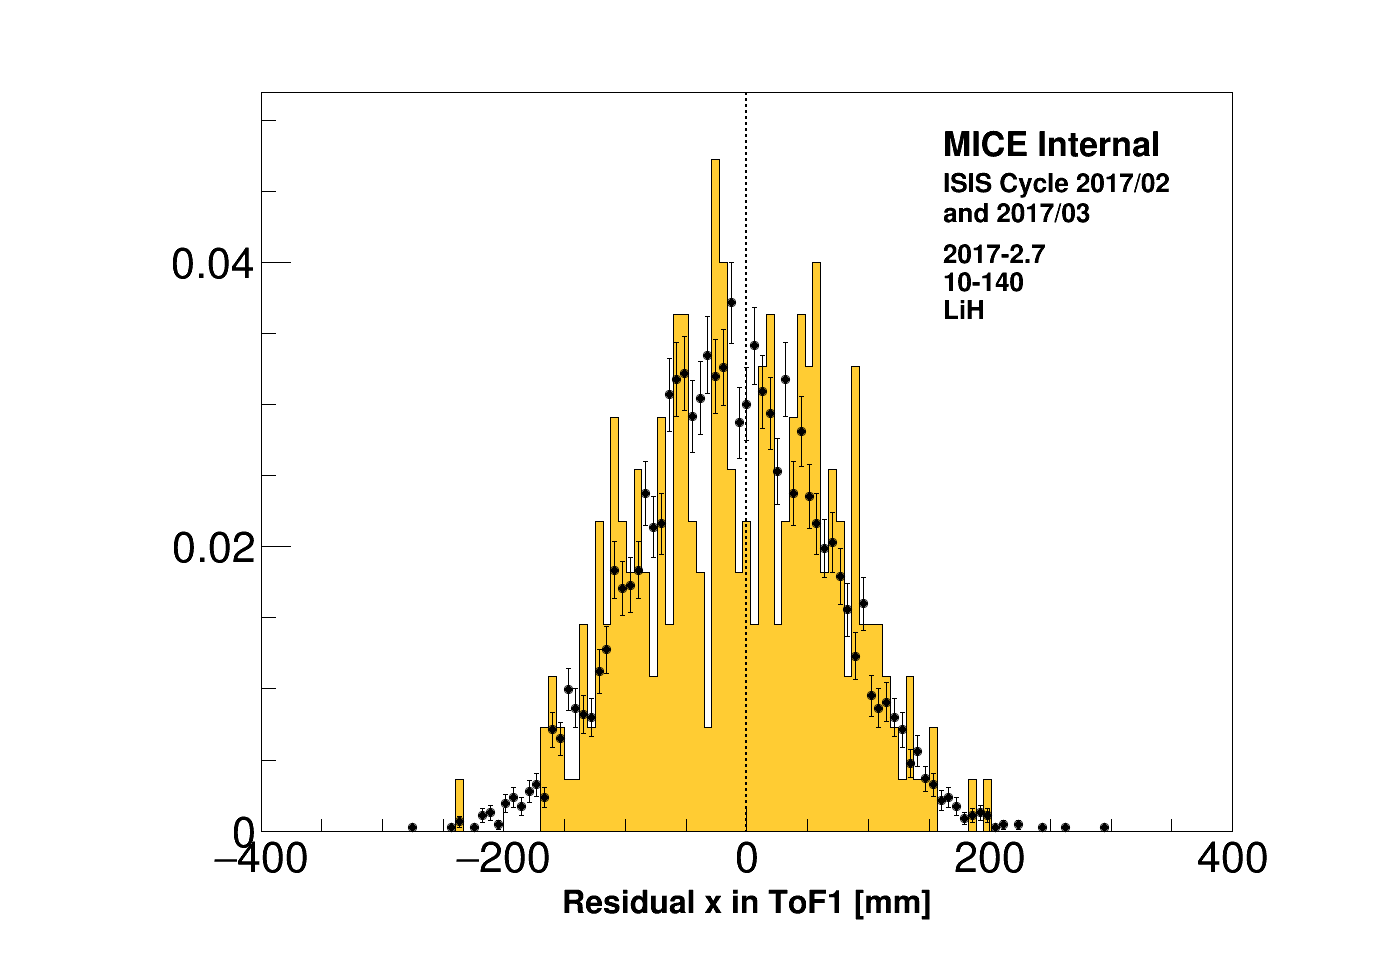 MICE Internal
ISIS Cycle 2017/02
and 2017/03
2017-2.7
10-140
LiH
0.04
0.02
0
−400 −200 0 200 400
Residual x in ToF1 [mm]